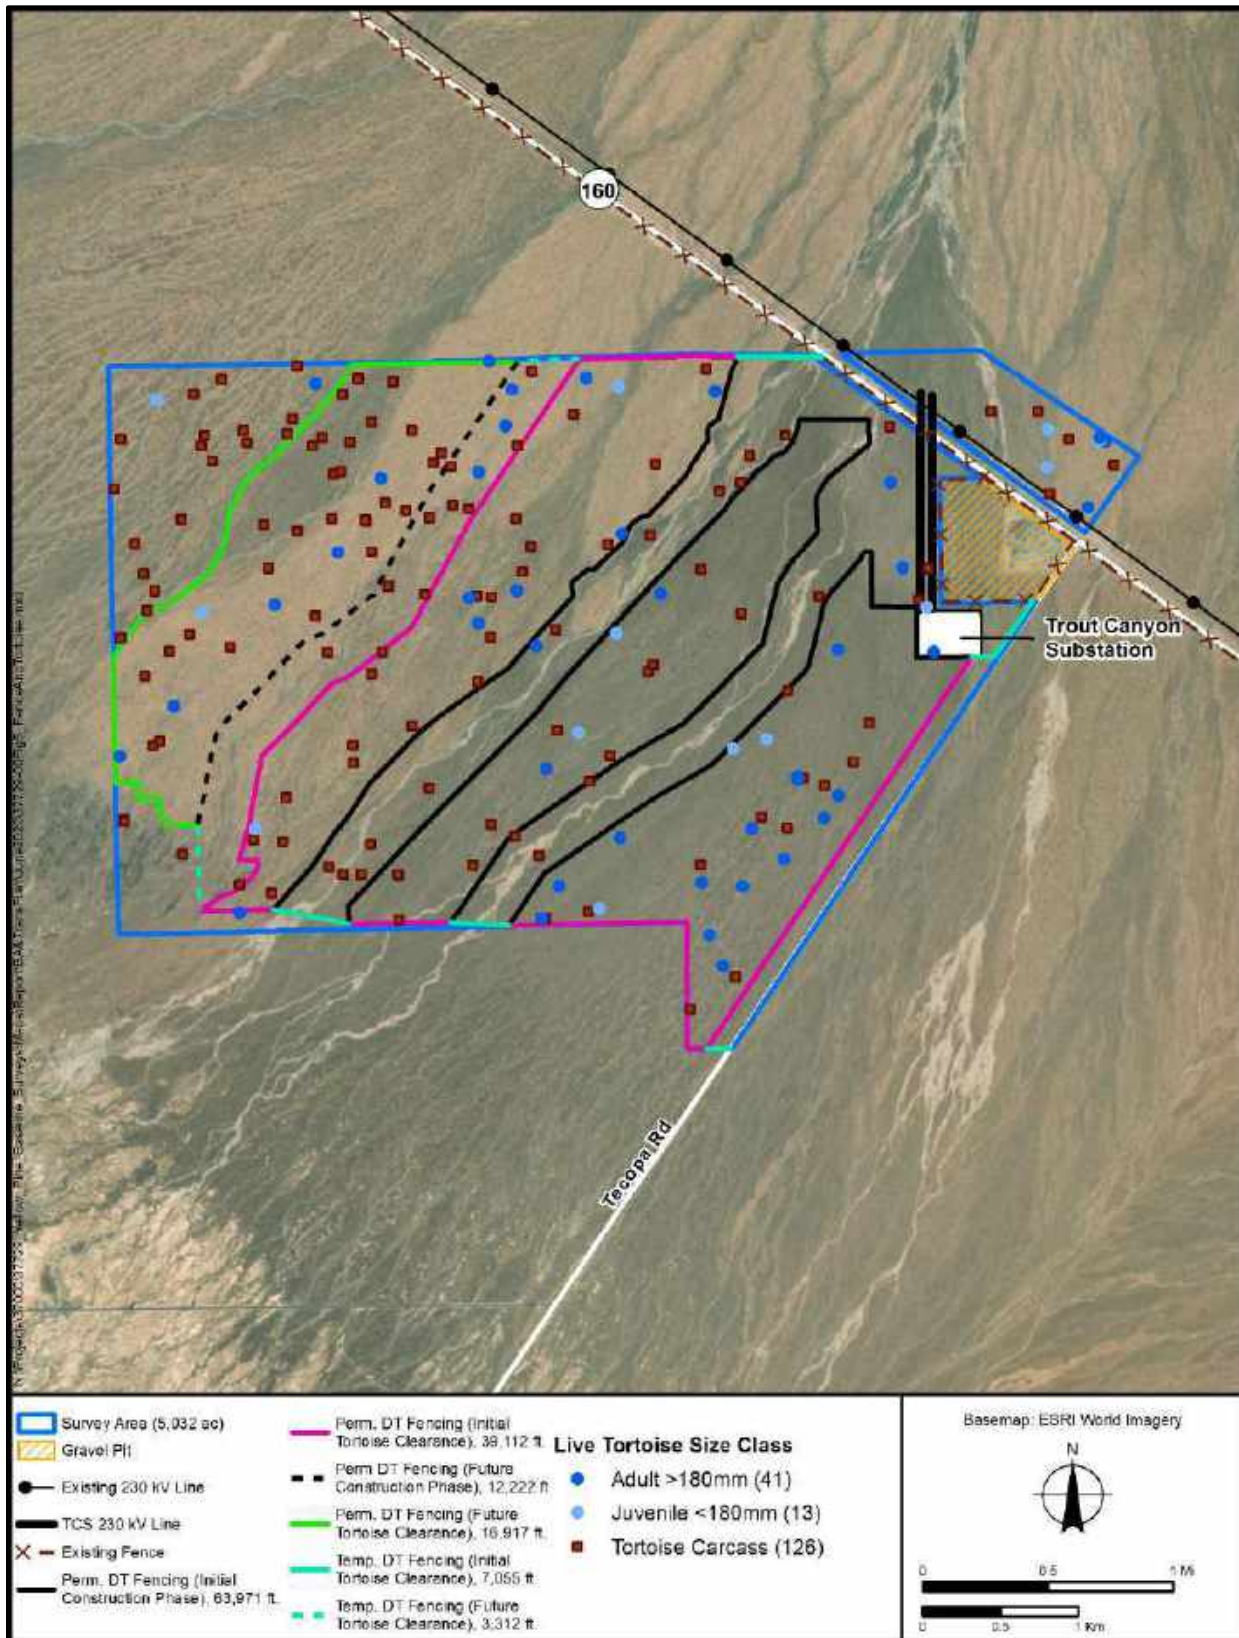 160
Trout Canyon
Substation
Tecopa Rd
Survey Area (5,032 ac)
Gravel Pit
Existing 230 kV Line
TCS 230 kV Line
Existing Fence
Perm. DT Fencing (Initial
Construction Phase), 63,971 ft.
Perm. DT Fencing (Initial
Tortoise Clearance), 39,112 ft.
Perm DT Fencing (Future
Construction Phase), 12,222 ft
Perm. DT Fencing (Future
Tortoise Clearance), 16,917 ft.
Temp. DT Fencing (Initial
Tortoise Clearance), 7,055 ft.
Temp. DT Fencing (Future
Tortoise Clearance), 3,312 ft.
Live Tortoise Size Class
Adult >180mm (41)
Juvenile <180mm (13)
Tortoise Carcass (126)
Basemap: ESRI World Imagery
N
0 0.5 1 Mi
0 0.5 1 Km